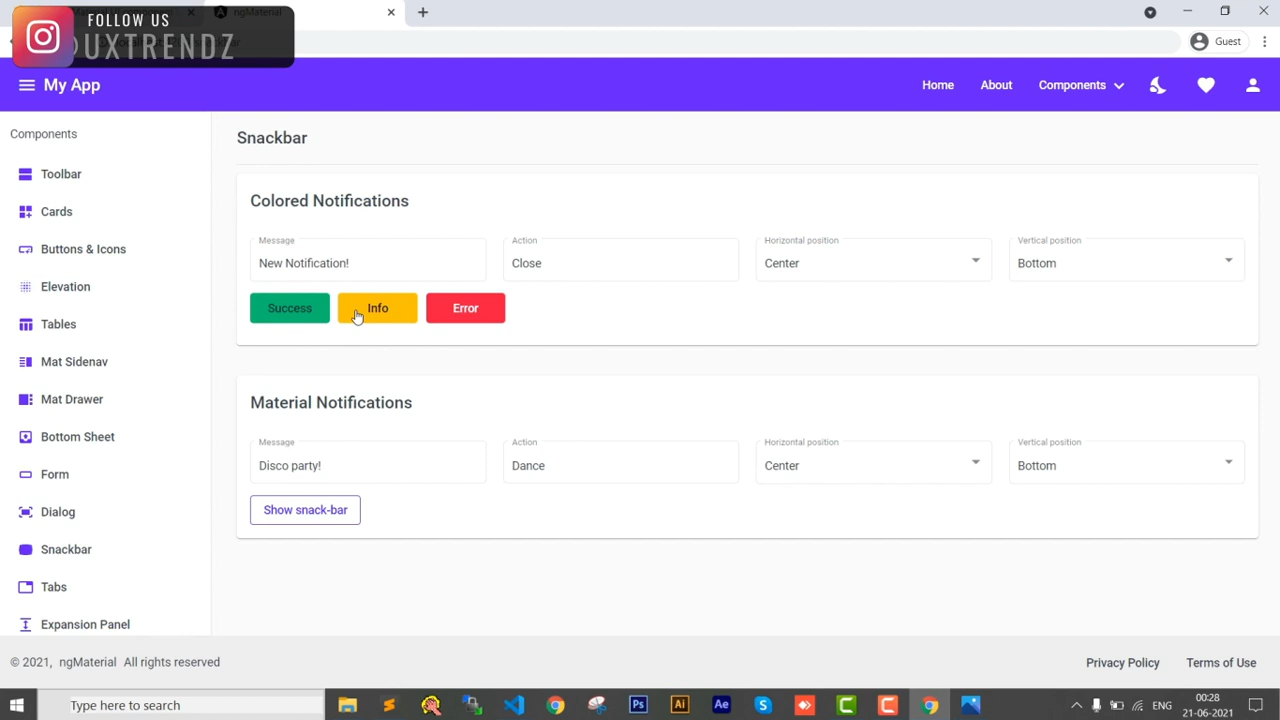 FOLLOW US
@UXTRENDZ
ngMaterial
Guest
My App
Home
About
Components
Components
Toolbar
Cards
Buttons & Icons
Elevation
Tables
Mat Sidenav
Mat Drawer
Bottom Sheet
Form
Dialog
Snackbar
Tabs
Expansion Panel
Snackbar
Colored Notifications
Message
New Notification!
Action
Close
Horizontal position
Center
Vertical position
Bottom
Success
Info
Error
Material Notifications
Message
Disco party!
Action
Dance
Horizontal position
Center
Vertical position
Bottom
Show snack-bar
© 2021, ngMaterial All rights reserved
Privacy Policy
Terms of Use
Type here to search
Ps
Ai
Ae
ENG
00:28
21-06-2021